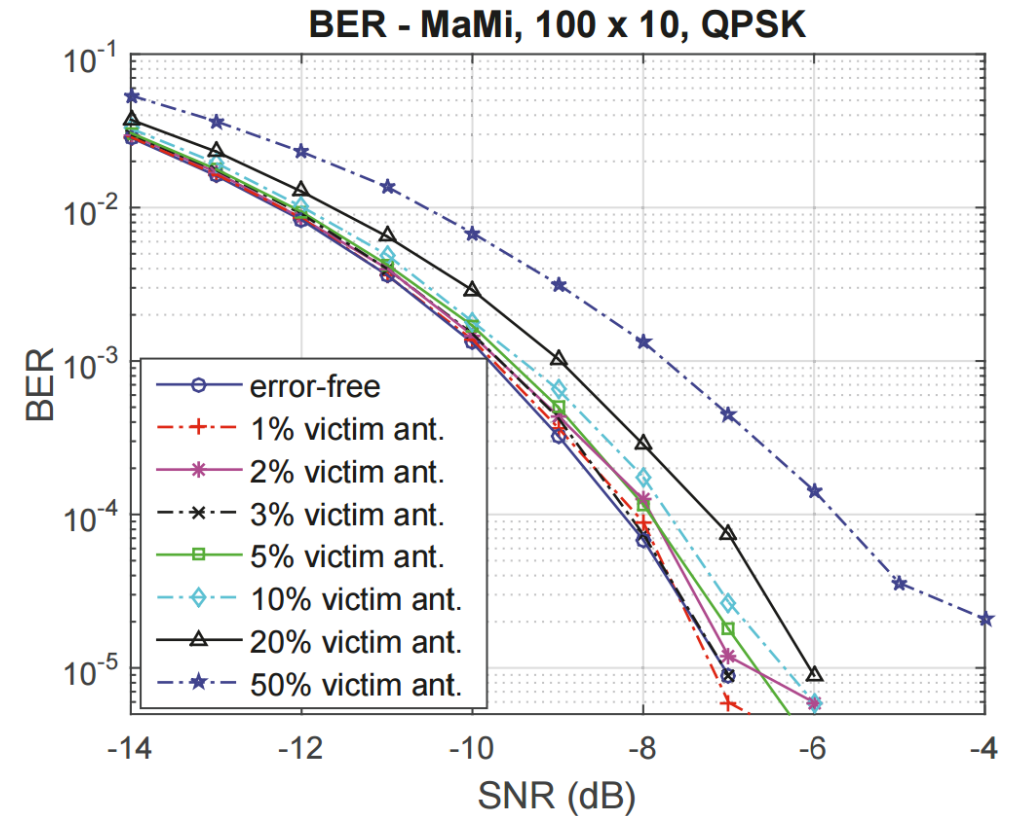 BER - MaMi, 100 x 10, QPSK
10^-1
10^-2
10^-3
10^-4
10^-5
BER
error-free
1% victim ant.
2% victim ant.
3% victim ant.
5% victim ant.
10% victim ant.
20% victim ant.
50% victim ant.
-14 -12 -10 -8 -6 -4
SNR (dB)